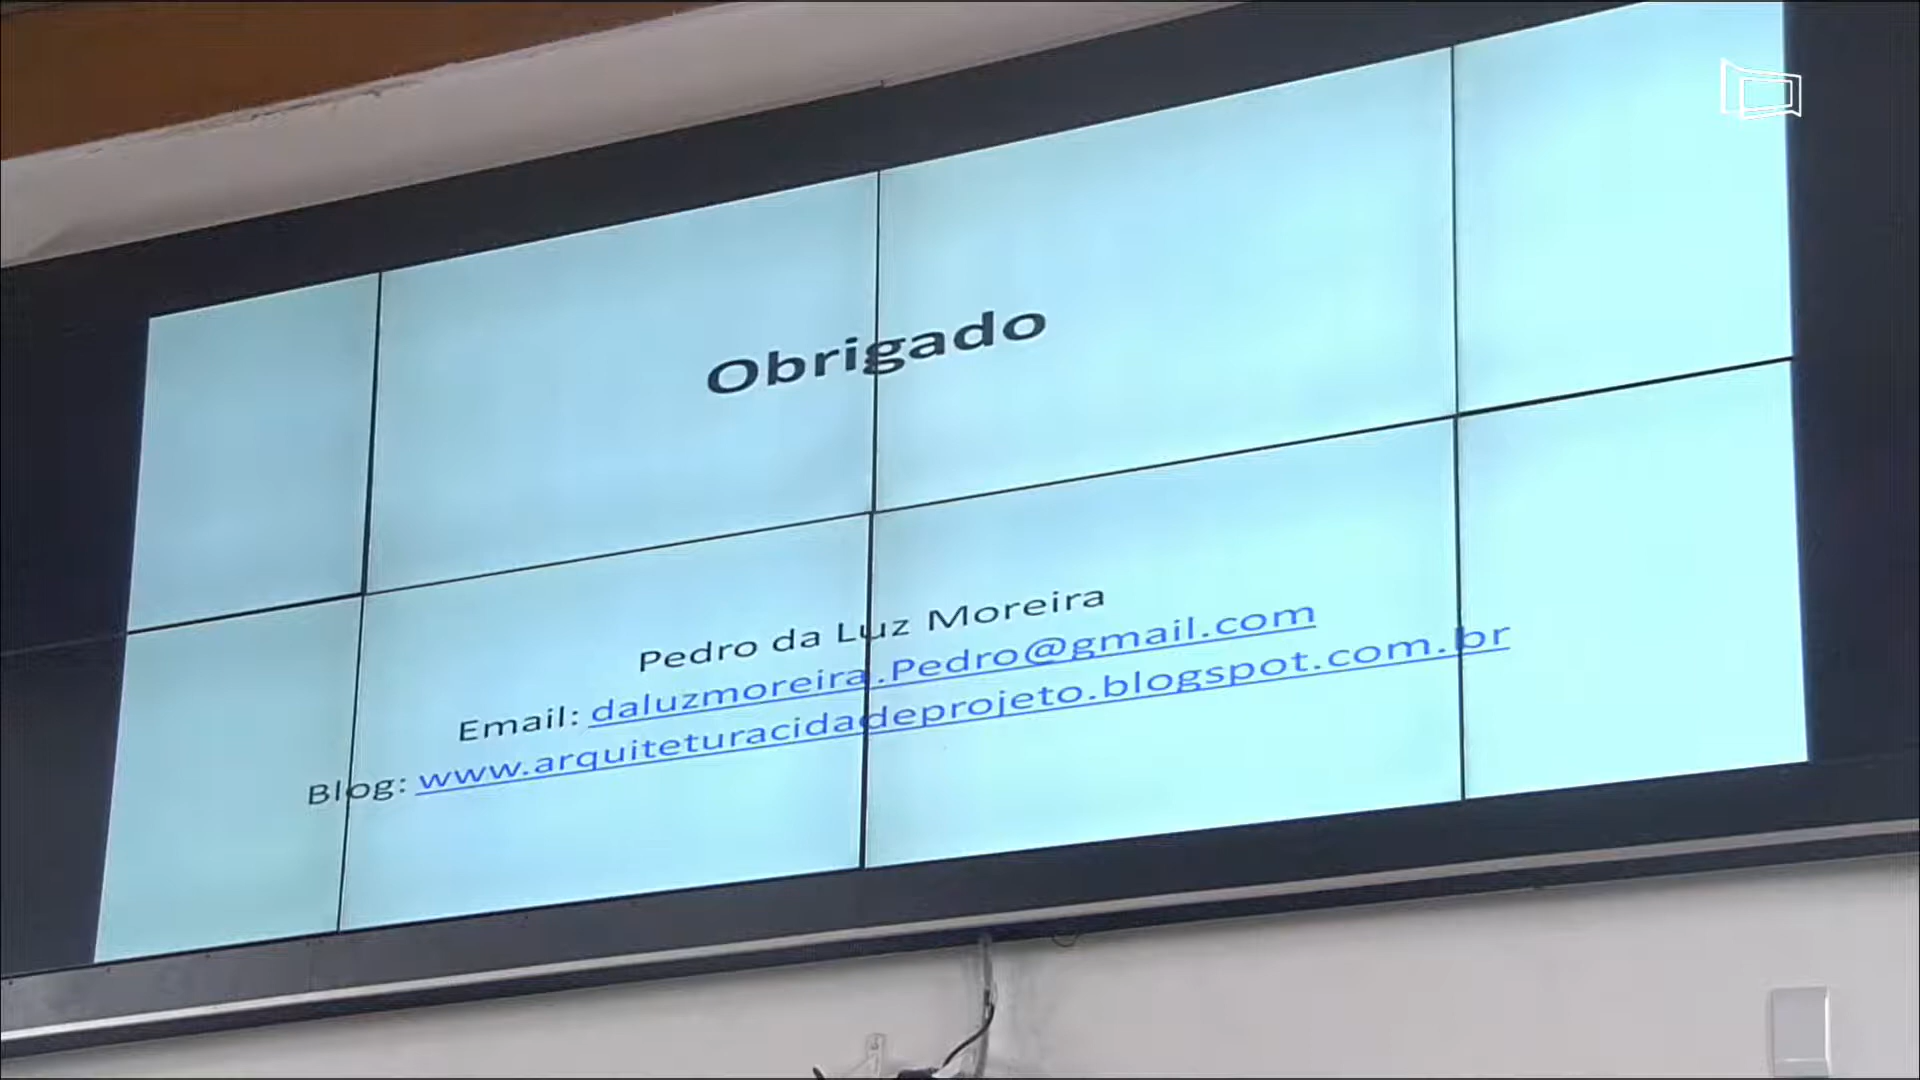 Obrigado
Pedro da Luz Moreira
Email: daluzmoreira.Pedro@gmail.com
Blog: www.arquiteturacidadeprojeto.blogspot.com.br